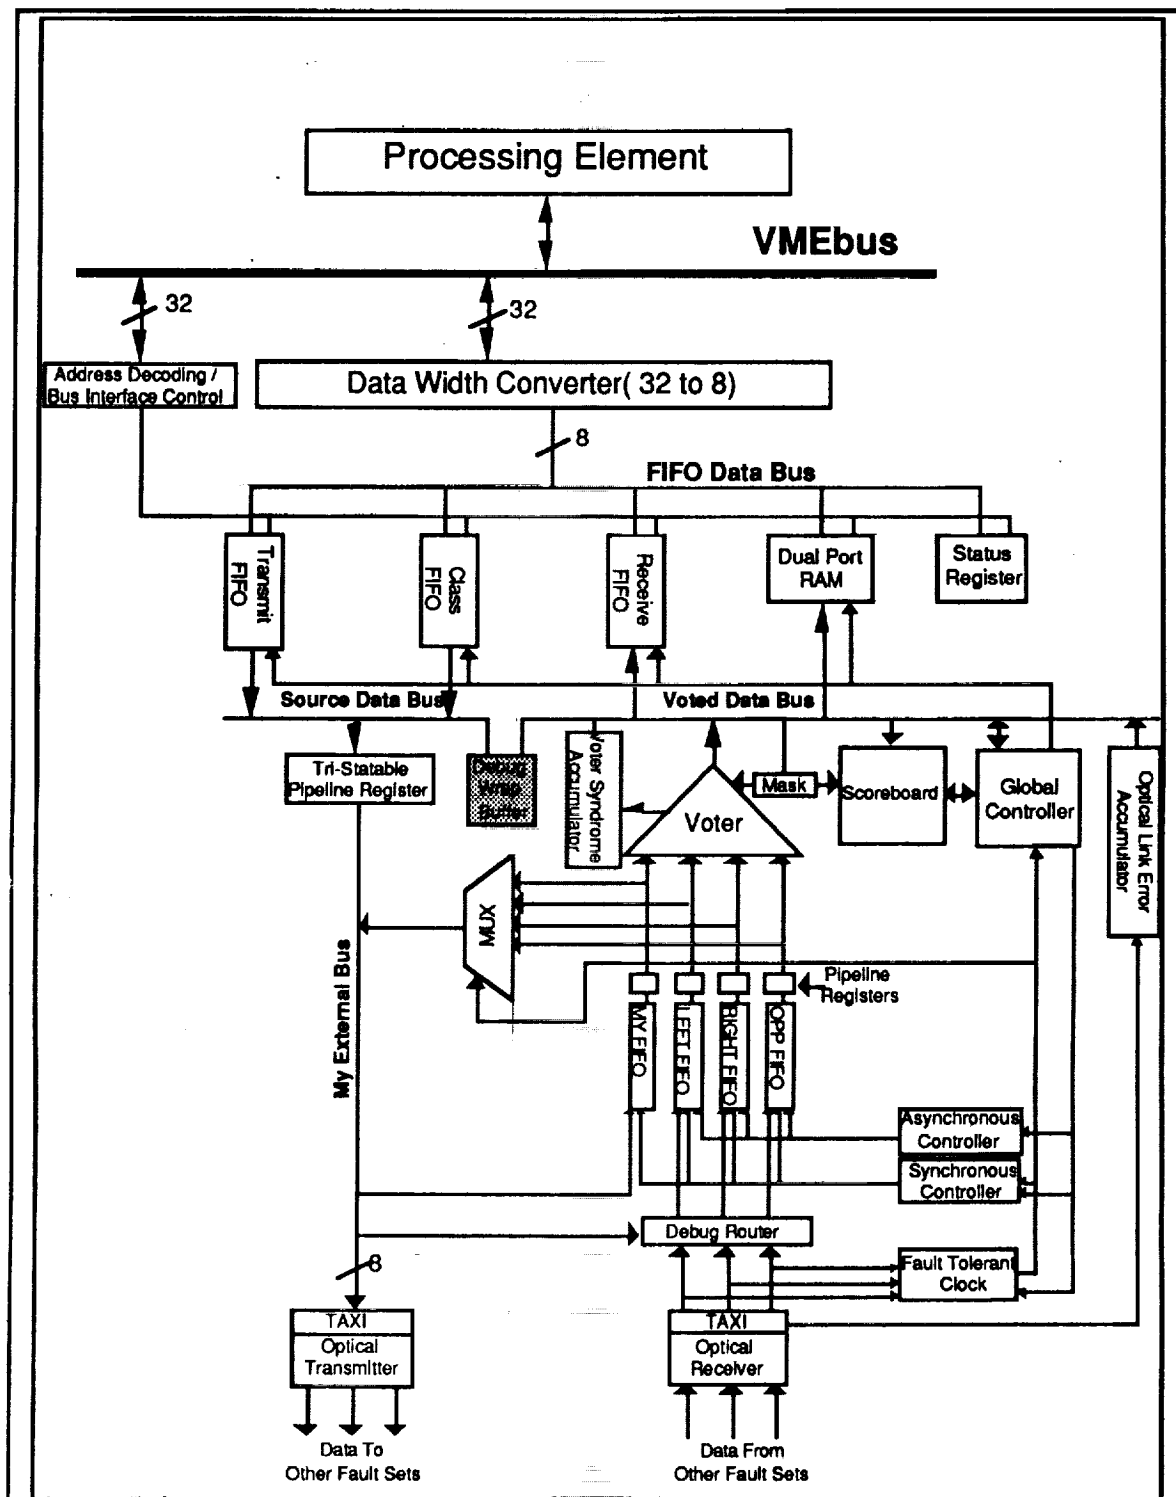 Processing Element
VMEbus
32
32
Address Decoding /
Bus Interface Control
Data Width Converter( 32 to 8)
8
FIFO Data Bus
Transmit
FIFO
Class
FIFO
Receive
FIFO
Dual Port
RAM
Status
Register
Source Data Bus
Voted Data Bus
Tri-Statable
Pipeline Register
Debug
Wrap
Buffer
Voter Syndrome
Accumulator
Voter
Mask
Scoreboard
Global
Controller
Optical Link Error
Accumulator
MUX
My External Bus
Pipeline
Registers
MY FIFO
LEFT FIFO
RIGHT FIFO
OPP FIFO
Asynchronous
Controller
Synchronous
Controller
Debug Router
Fault Tolerant
Clock
8
TAXI
Optical
Transmitter
TAXI
Optical
Receiver
Data To
Other Fault Sets
Data From
Other Fault Sets